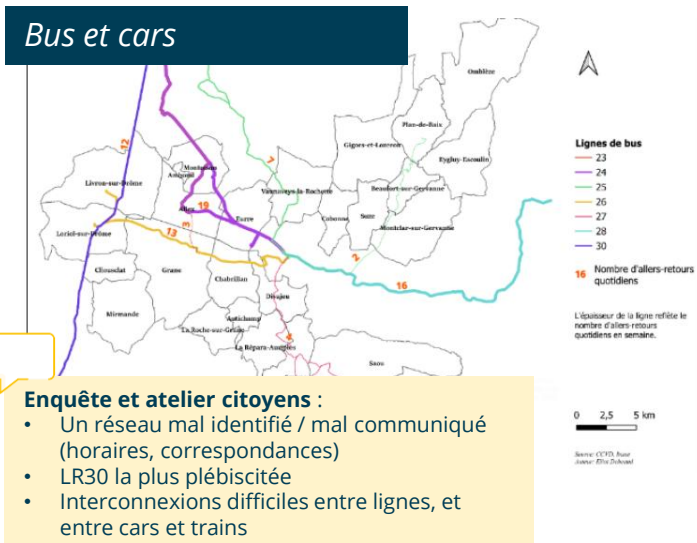 Bus et cars
Omblèze
Plan-de-Baix
Gigors-et-Lozeron
Eygluy-Escoulin
12
7
Montoison
Ambonil
Livron-sur-Drôme
Vaunaveys-la-Rochette
Beaufort-sur-Gervanne
Allex
19
Eurre
Cobonne
Suze
Montclar-sur-Gervanne
Loriol-sur-Drôme
3
13
2
16
Cliousclat
Grane
Chabrillan
Divajeu
Mirmande
Autichamp
La Roche-sur-Grane
La Répara-Auriples
Saou
Lignes de bus
23
24
25
26
27
28
30
16 Nombre d'allers-retours
quotidiens
L'épaisseur de la ligne reflète le
nombre d'allers-retours
quotidiens en semaine.
0 2,5 5 km
Enquête et atelier citoyens :
• Un réseau mal identifié / mal communiqué
(horaires, correspondances)
• LR30 la plus plébiscitée
• Interconnexions difficiles entre lignes, et
entre cars et trains